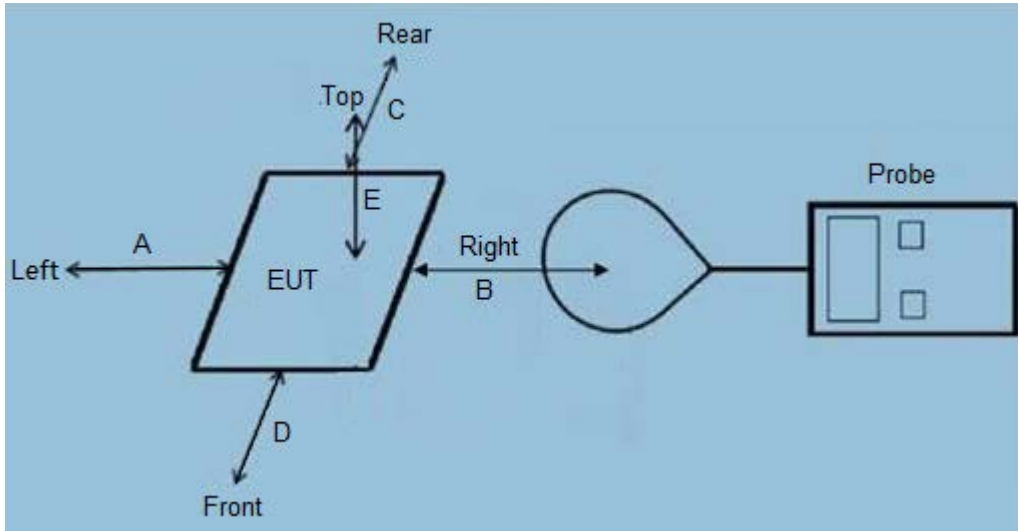 Rear
.Top
C
Probe
E
A
Right
Left
EUT
B
D
Front